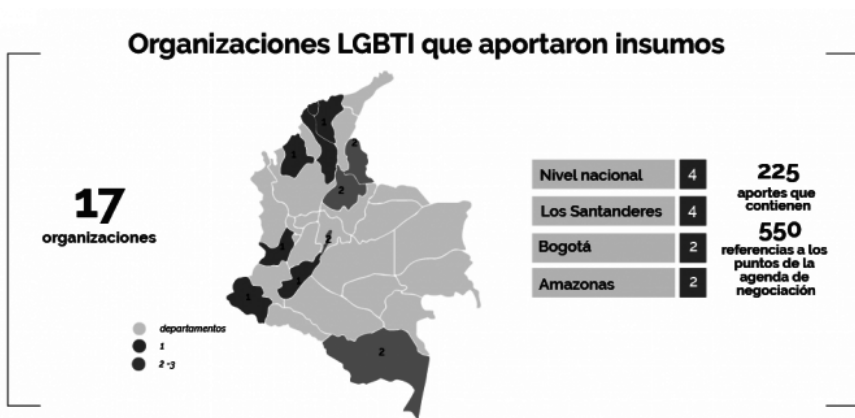 Organizaciones LGBTI que aportaron insumos
17
organizaciones
1
1
2
2
1
2
1
1
2
departamentos
1
2-3
Nivel nacional 4
Los Santanderes 4
Bogotá 2
Amazonas 2
225
aportes que
contienen
550
referencias a los
puntos de la
agenda de
negociación